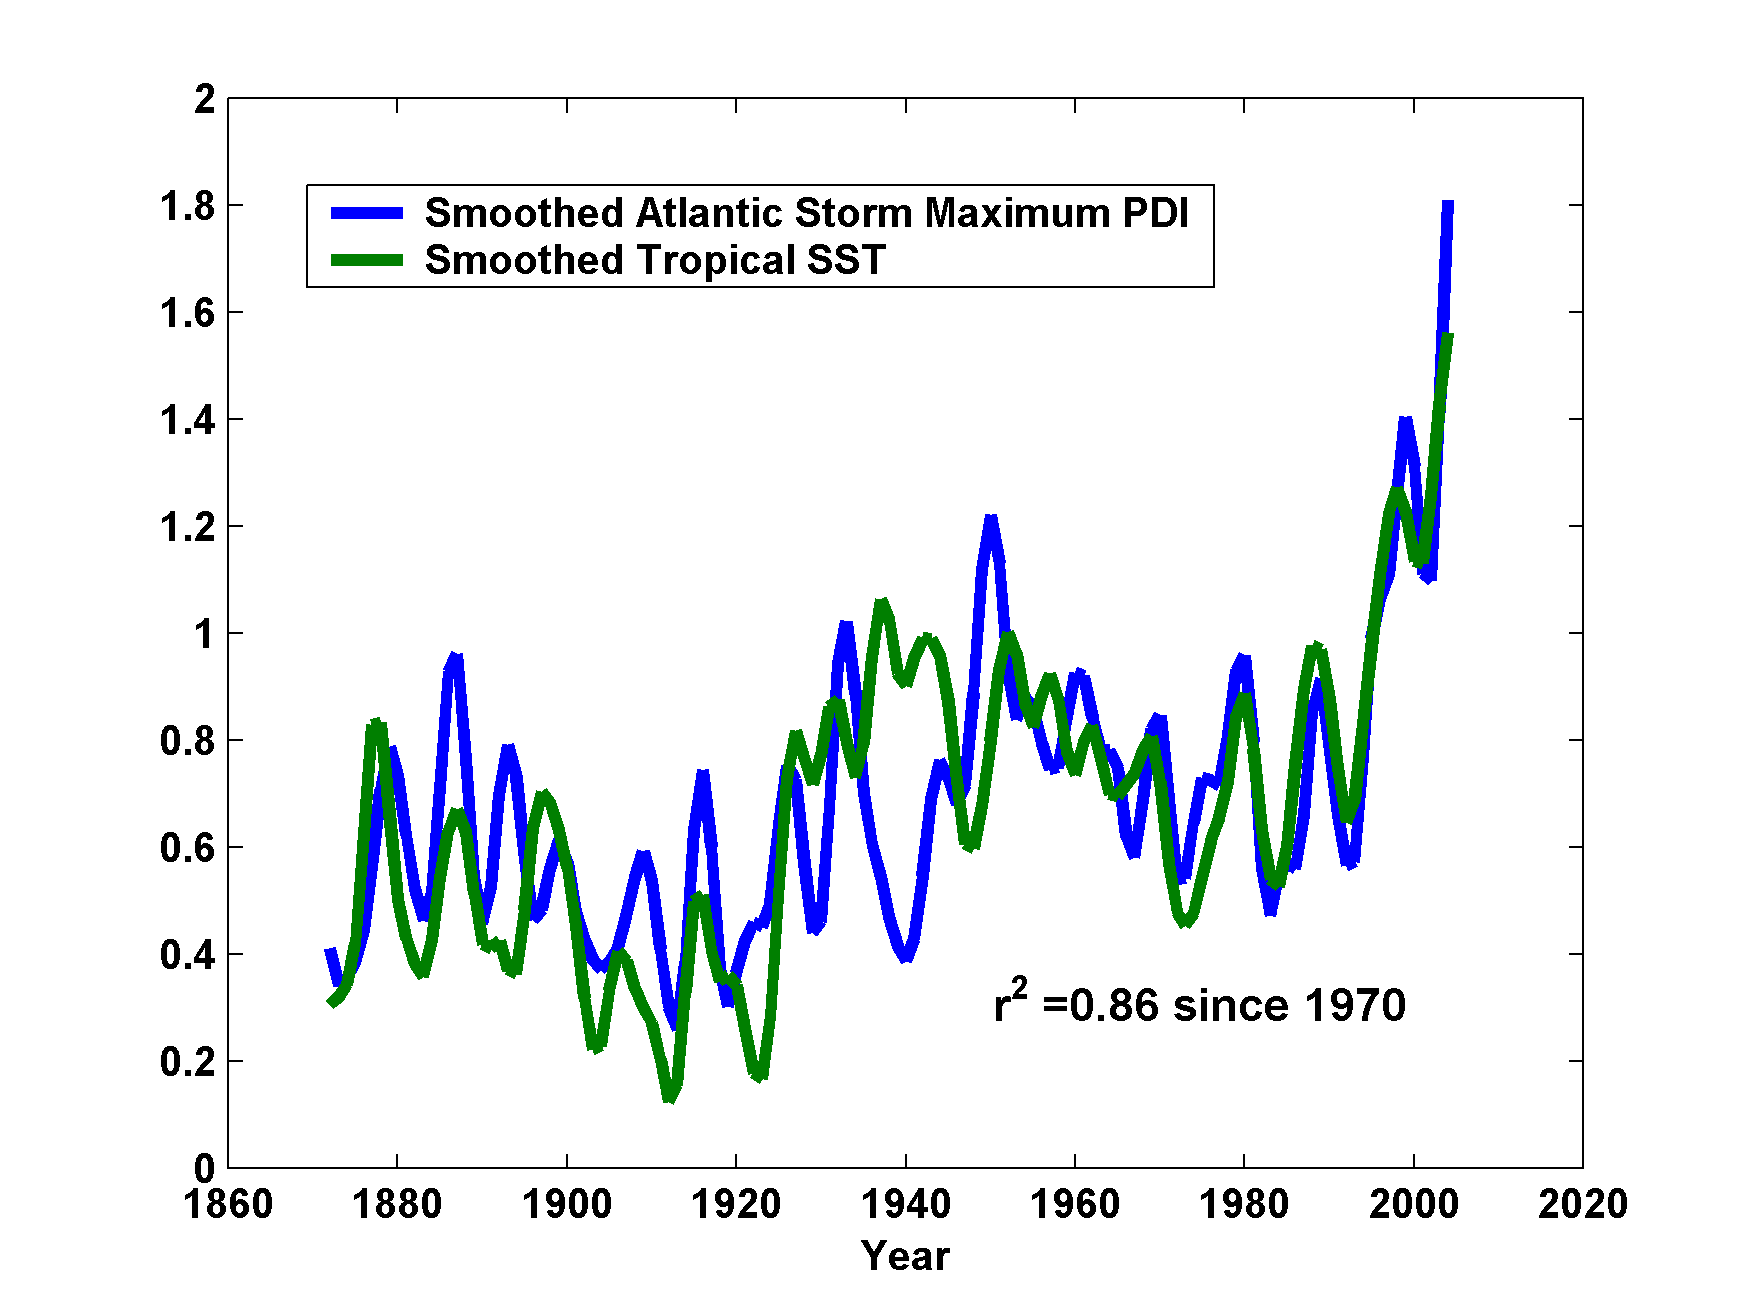 2
1.8
1.6
1.4
1.2
1
0.8
0.6
0.4
0.2
0
Smoothed Atlantic Storm Maximum PDI
Smoothed Tropical SST
r² =0.86 since 1970
1860 1880 1900 1920 1940 1960 1980 2000 2020
Year